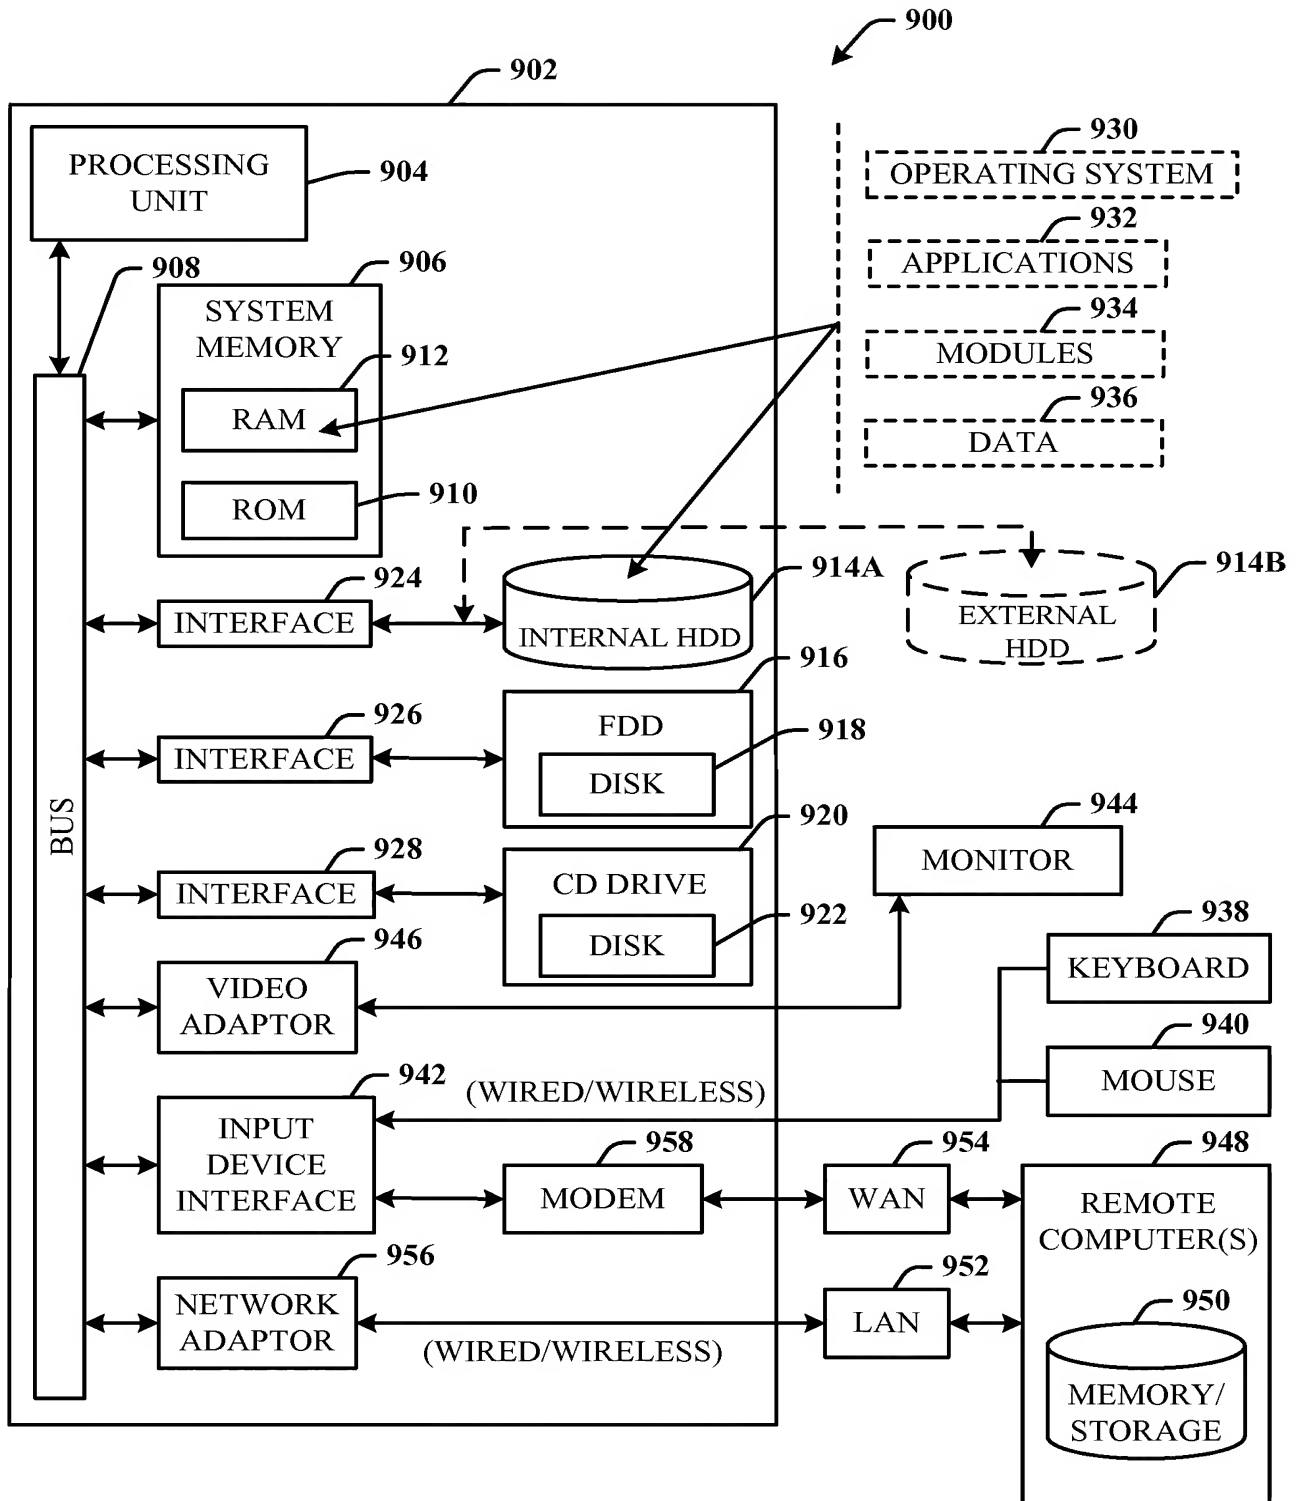 900
902
PROCESSING
UNIT
904
930
OPERATING SYSTEM
932
APPLICATIONS
934
MODULES
936
DATA
908
906
SYSTEM
MEMORY
912
RAM
910
ROM
924
INTERFACE
914A
INTERNAL HDD
914B
EXTERNAL
HDD
916
FDD
926
INTERFACE
918
DISK
BUS
920
CD DRIVE
928
INTERFACE
922
DISK
944
MONITOR
946
VIDEO
ADAPTOR
938
KEYBOARD
940
MOUSE
942
(WIRED/WIRELESS)
INPUT
DEVICE
INTERFACE
958
MODEM
954
WAN
948
REMOTE
COMPUTER(S)
956
NETWORK
ADAPTOR
(WIRED/WIRELESS)
952
LAN
950
MEMORY/
STORAGE